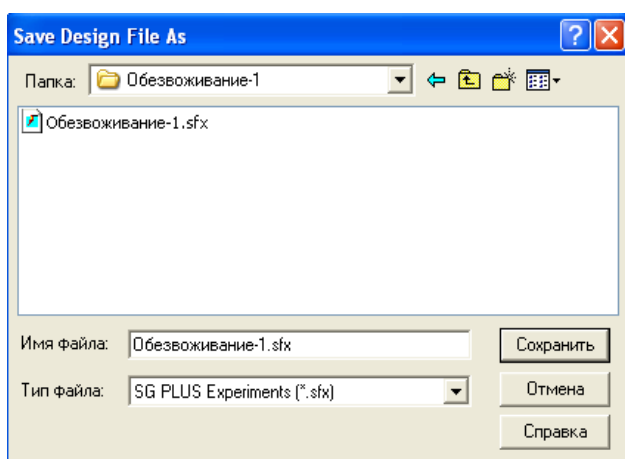 Save Design File As
Папка: Обезвоживание-1
Обезвоживание-1.sfx
Имя файла: Обезвоживание-1.sfx Сохранить
Тип файла: SG PLUS Experiments (*.sfx) Отмена
Справка